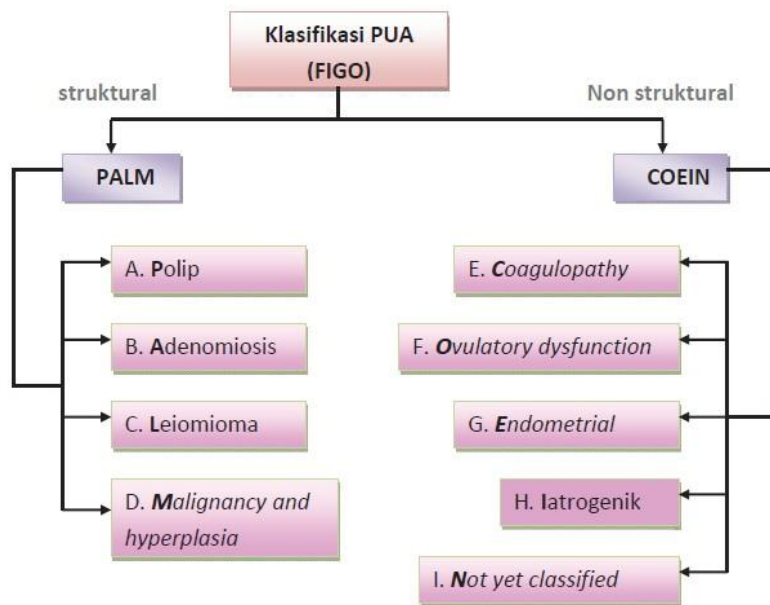 Klasifikasi PUA
(FIGO)
struktural
Non struktural
PALM
COEIN
A. Polip
B. Adenomiosis
C. Leiomioma
D. Malignancy and
hyperplasia
E. Coagulopathy
F. Ovulatory dysfunction
G. Endometrial
H. Iatrogenik
I. Not yet classified